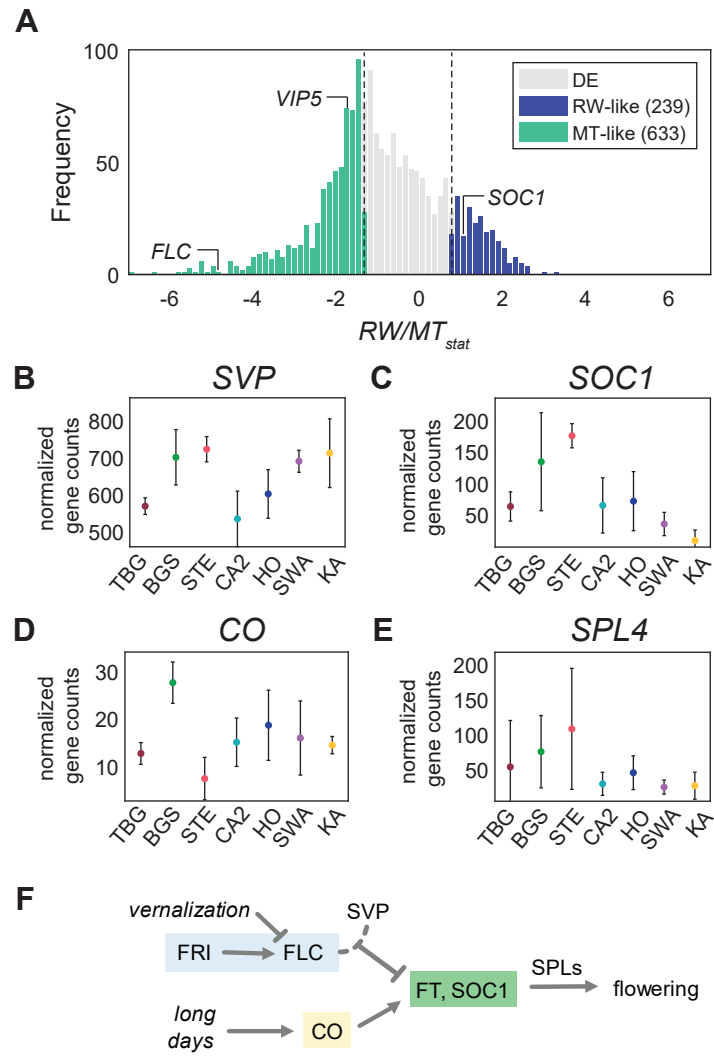 A
100
50
0
Frequency
VIP5
FLC
SOC1
DE
RW-like (239)
MT-like (633)
-6 -4 -2 0 2 4 6
RW/MTstat
B
SVP
normalized
gene counts
800
700
600
500
TBG BGS STE CA2 HO SWA KA
C
SOC1
normalized
gene counts
200
150
100
50
TBG BGS STE CA2 HO SWA KA
D
CO
normalized
gene counts
30
20
10
TBG BGS STE CA2 HO SWA KA
E
SPL4
normalized
gene counts
200
150
100
50
TBG BGS STE CA2 HO SWA KA
F
vernalization
SVP
FRI
FLC
FT, SOC1
SPLs
flowering
long
days
CO